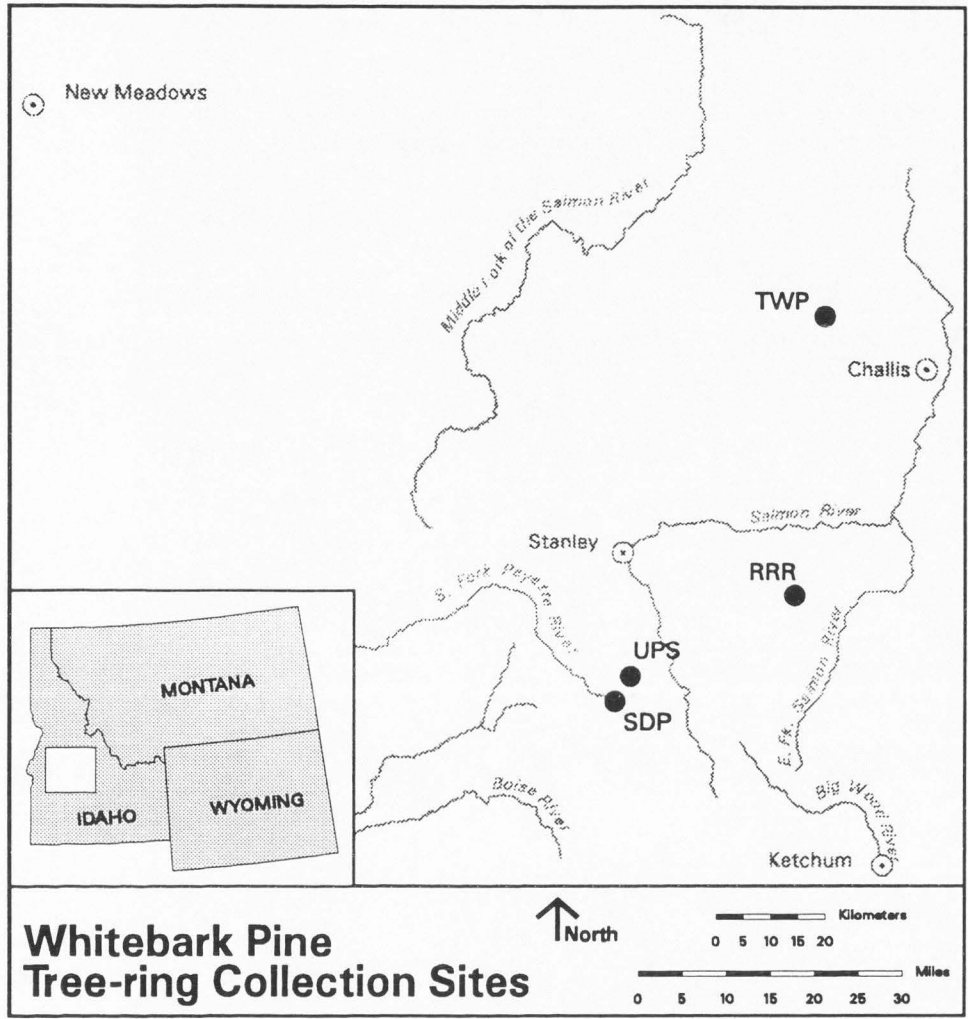 New Meadows
Middle Fork of the Salmon River
TWP
Challis
Salmon River
Stanley
RRR
S. Fork Payette River
UPS
SDP
E. Fk. Salmon River
Big Wood River
Boise River
Ketchum
MONTANA
WYOMING
IDAHO
Whitebark Pine
Tree-ring Collection Sites
North
Kilometers
0 5 10 15 20
Miles
0 5 10 15 20 25 30